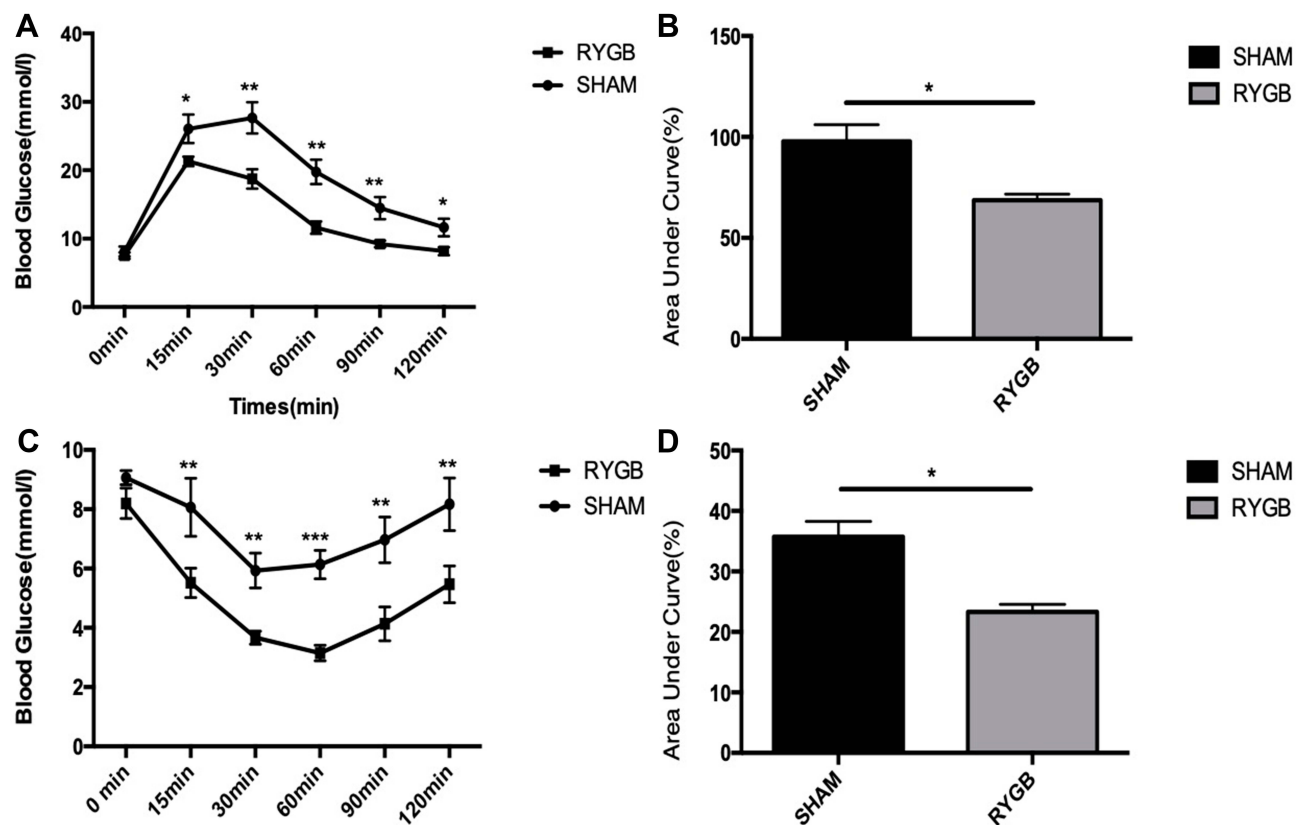 A
Blood Glucose(mmol/l)
40
30
20
10
0
*
**
**
**
*
0min
15min
30min
60min
90min
120min
Times(min)
RYGB
SHAM
B
Area Under Curve(%)
150
100
50
0
*
SHAM
RYGB
SHAM
RYGB
C
Blood Glucose(mmol/l)
10
8
6
4
2
0
**
**
***
**
**
0 min
15min
30min
60min
90min
120min
RYGB
SHAM
D
Area Under Curve(%)
50
40
30
20
10
0
*
SHAM
RYGB
SHAM
RYGB